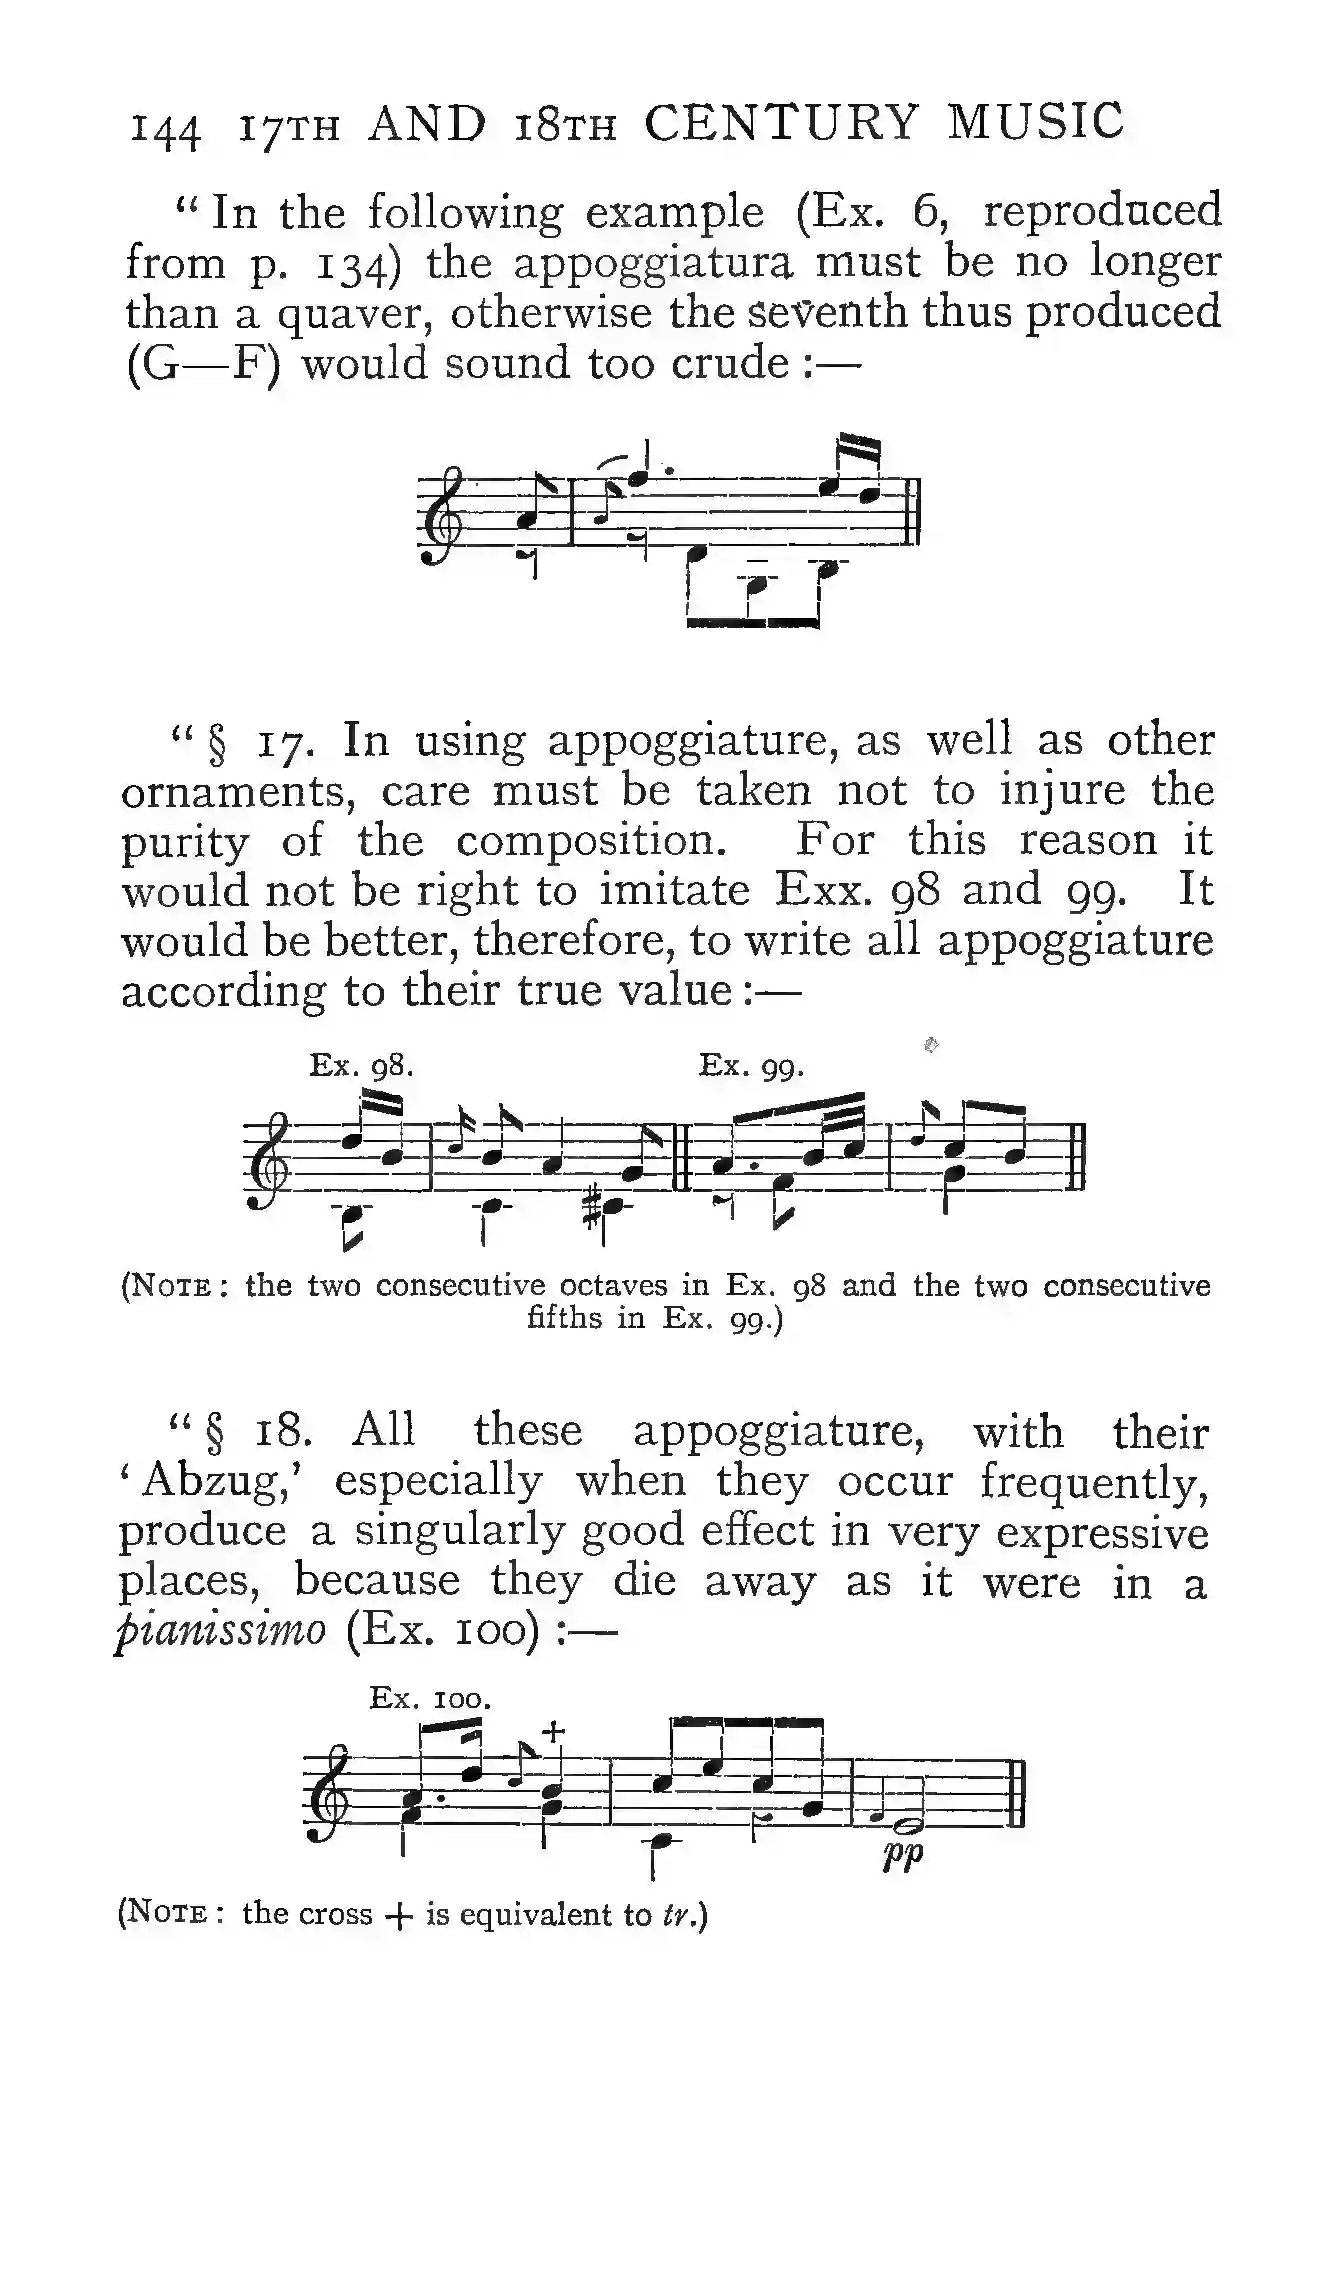 144 17TH AND 18TH CENTURY MUSIC
“ In the following example (Ex. 6, reproduced
from p. 134) the appoggiatura must be no longer
than a quaver, otherwise the seventh thus produced
(G—F) would sound too crude :—
“ § 17. In using appoggiature, as well as other
ornaments, care must be taken not to injure the
purity of the composition. For this reason it
would not be right to imitate Exx. 98 and 99. It
would be better, therefore, to write all appoggiature
according to their true value :—
Ex. 98. Ex. 99.
(NOTE : the two consecutive octaves in Ex. 98 and the two consecutive
fifths in Ex. 99.)
“ § 18. All these appoggiature, with their
‘ Abzug,’ especially when they occur frequently,
produce a singularly good effect in very expressive
places, because they die away as it were in a
pianissimo (Ex. 100) :—
Ex. 100.
+
pp
(NOTE : the cross + is equivalent to tr.)